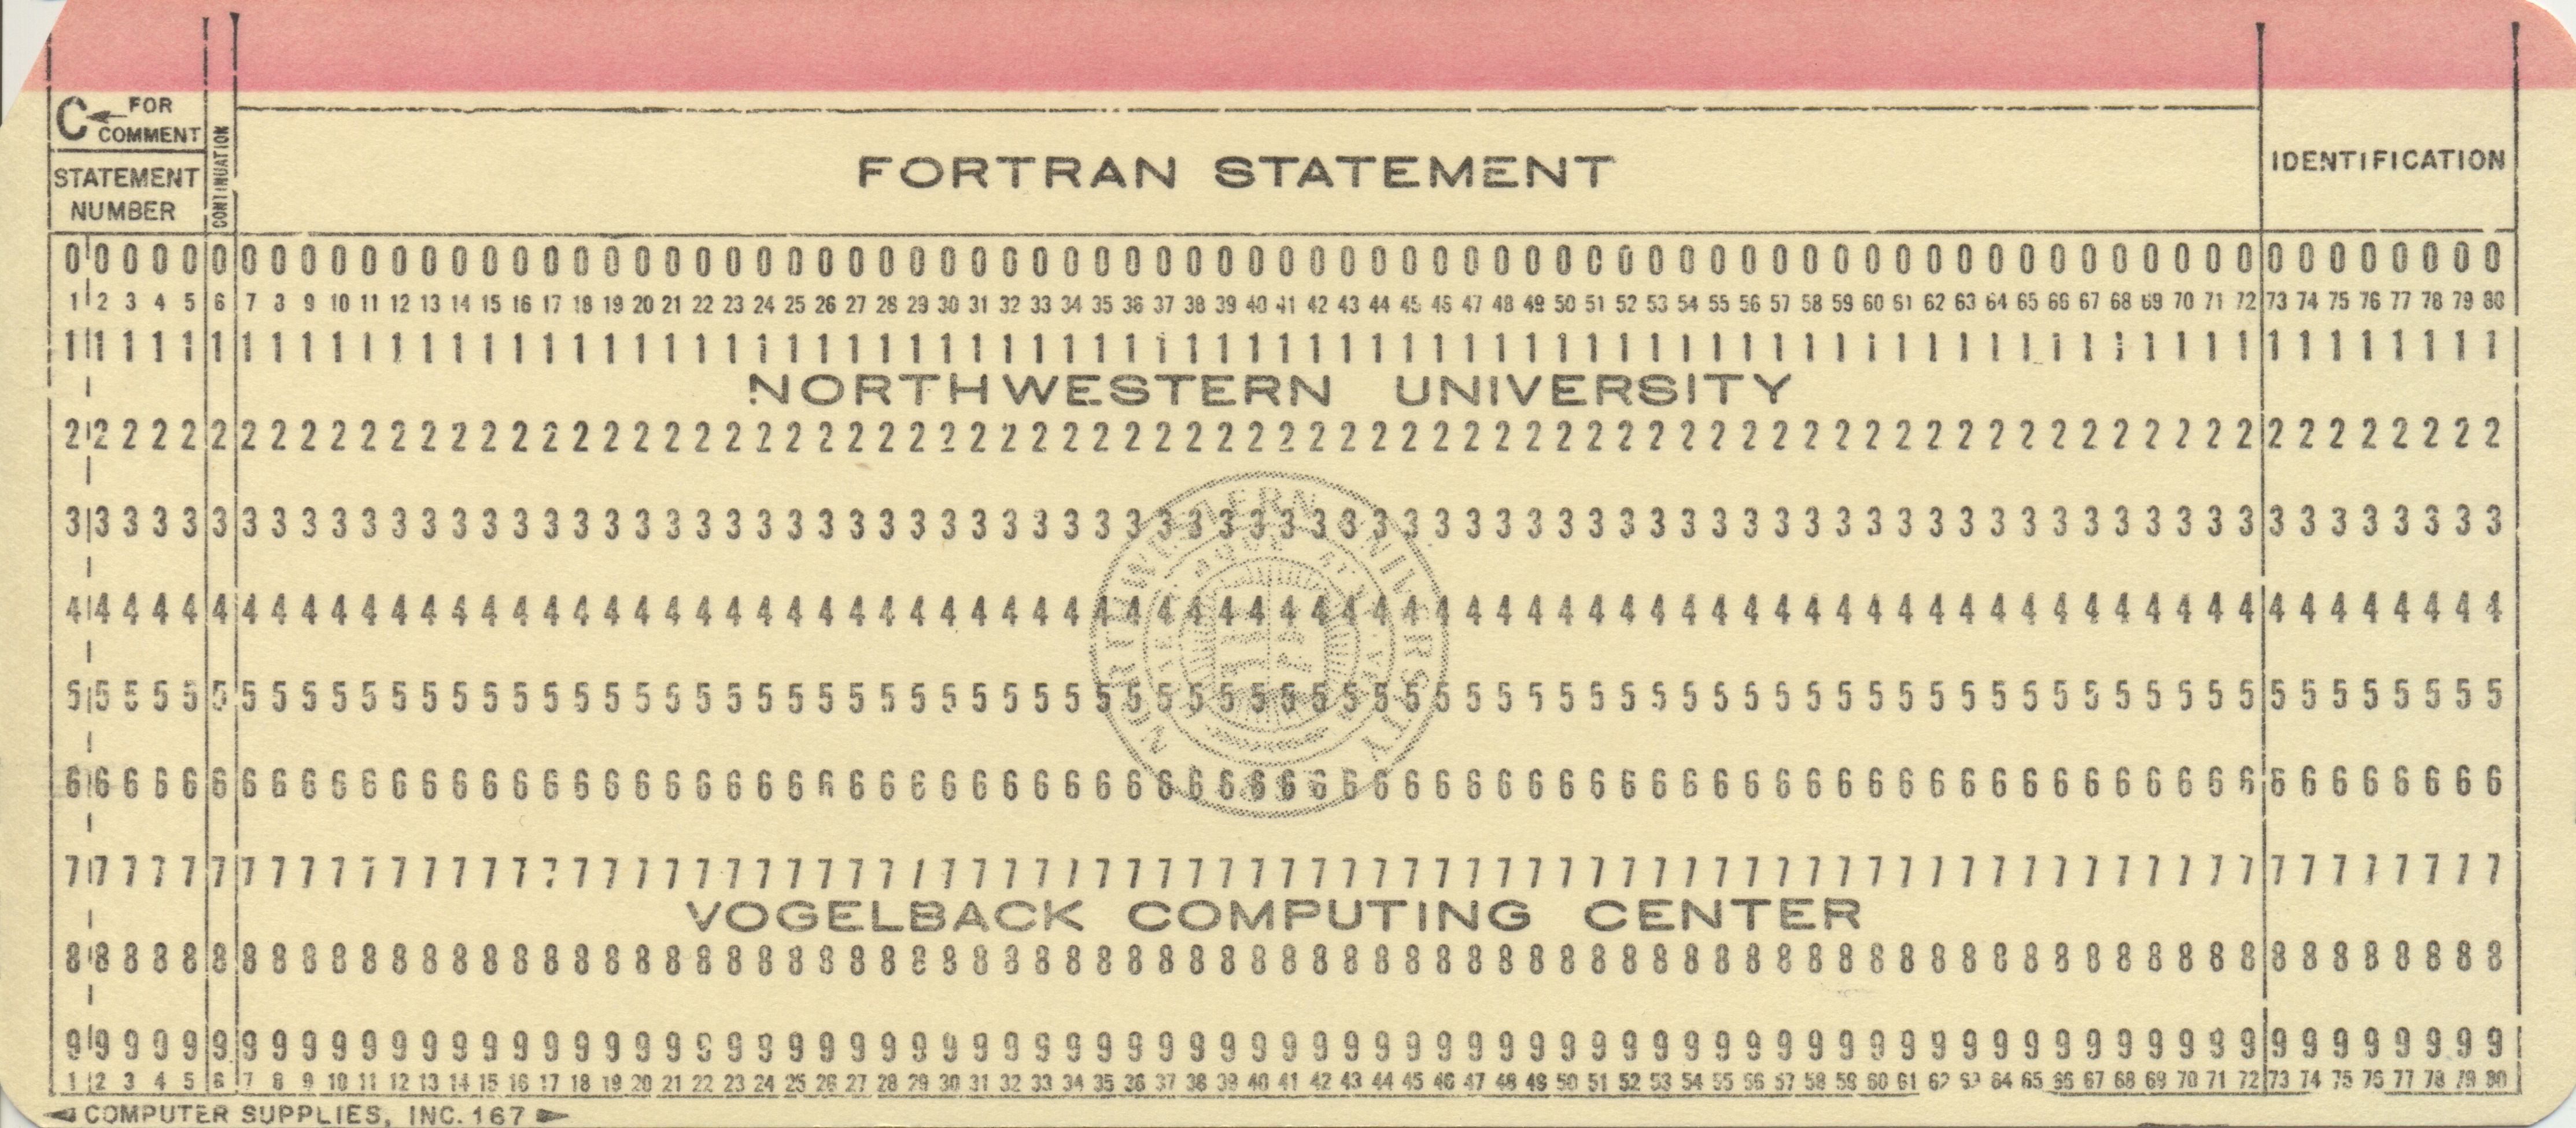 C FOR COMMENT
STATEMENT NUMBER
CONTINUATION
FORTRAN STATEMENT
IDENTIFICATION
0 0 0 0 0 0 0 0 0 0 0 0 0 0 0 0 0 0 0 0 0 0 0 0 0 0 0 0 0 0 0 0 0 0 0 0 0 0 0 0 0 0 0 0 0 0 0 0 0 0 0 0 0 0 0 0 0 0 0 0 0 0 0 0 0 0 0 0 0 0 0 0 0 0 0 0 0 0 0 0
1 2 3 4 5 6 7 8 9 10 11 12 13 14 15 16 17 18 19 20 21 22 23 24 25 26 27 28 29 30 31 32 33 34 35 36 37 38 39 40 41 42 43 44 45 46 47 48 49 50 51 52 53 54 55 56 57 58 59 60 61 62 63 64 65 66 67 68 69 70 71 72 73 74 75 76 77 78 79 80
1 1 1 1 1 1 1 1 1 1 1 1 1 1 1 1 1 1 1 1 1 1 1 1 1 1 1 1 1 1 1 1 1 1 1 1 1 1 1 1 1 1 1 1 1 1 1 1 1 1 1 1 1 1 1 1 1 1 1 1 1 1 1 1 1 1 1 1 1 1 1 1 1 1 1 1 1 1 1 1
NORTHWESTERN UNIVERSITY
2 2 2 2 2 2 2 2 2 2 2 2 2 2 2 2 2 2 2 2 2 2 2 2 2 2 2 2 2 2 2 2 2 2 2 2 2 2 2 2 2 2 2 2 2 2 2 2 2 2 2 2 2 2 2 2 2 2 2 2 2 2 2 2 2 2 2 2 2 2 2 2 2 2 2 2 2 2 2 2
NORTHWESTERN UNIVERSITY
3 3 3 3 3 3 3 3 3 3 3 3 3 3 3 3 3 3 3 3 3 3 3 3 3 3 3 3 3 3 3 3 3 3 3 3 3 3 3 3 3 3 3 3 3 3 3 3 3 3 3 3 3 3 3 3 3 3 3 3 3 3 3 3 3 3 3 3 3 3 3 3 3 3 3 3 3 3 3 3
4 4 4 4 4 4 4 4 4 4 4 4 4 4 4 4 4 4 4 4 4 4 4 4 4 4 4 4 4 4 4 4 4 4 4 4 4 4 4 4 4 4 4 4 4 4 4 4 4 4 4 4 4 4 4 4 4 4 4 4 4 4 4 4 4 4 4 4 4 4 4 4 4 4 4 4 4 4 4 4
5 5 5 5 5 5 5 5 5 5 5 5 5 5 5 5 5 5 5 5 5 5 5 5 5 5 5 5 5 5 5 5 5 5 5 5 5 5 5 5 5 5 5 5 5 5 5 5 5 5 5 5 5 5 5 5 5 5 5 5 5 5 5 5 5 5 5 5 5 5 5 5 5 5 5 5 5 5 5 5
6 6 6 6 6 6 6 6 6 6 6 6 6 6 6 6 6 6 6 6 6 6 6 6 6 6 6 6 6 6 6 6 6 6 6 6 6 6 6 6 6 6 6 6 6 6 6 6 6 6 6 6 6 6 6 6 6 6 6 6 6 6 6 6 6 6 6 6 6 6 6 6 6 6 6 6 6 6 6 6
7 7 7 7 7 7 7 7 7 7 7 7 7 7 7 7 7 7 7 7 7 7 7 7 7 7 7 7 7 7 7 7 7 7 7 7 7 7 7 7 7 7 7 7 7 7 7 7 7 7 7 7 7 7 7 7 7 7 7 7 7 7 7 7 7 7 7 7 7 7 7 7 7 7 7 7 7 7 7 7
VOGELBACK COMPUTING CENTER
8 8 8 8 8 8 8 8 8 8 8 8 8 8 8 8 8 8 8 8 8 8 8 8 8 8 8 8 8 8 8 8 8 8 8 8 8 8 8 8 8 8 8 8 8 8 8 8 8 8 8 8 8 8 8 8 8 8 8 8 8 8 8 8 8 8 8 8 8 8 8 8 8 8 8 8 8 8 8 8
9 9 9 9 9 9 9 9 9 9 9 9 9 9 9 9 9 9 9 9 9 9 9 9 9 9 9 9 9 9 9 9 9 9 9 9 9 9 9 9 9 9 9 9 9 9 9 9 9 9 9 9 9 9 9 9 9 9 9 9 9 9 9 9 9 9 9 9 9 9 9 9 9 9 9 9 9 9 9 9
1 2 3 4 5 6 7 8 9 10 11 12 13 14 15 16 17 18 19 20 21 22 23 24 25 26 27 28 29 30 31 32 33 34 35 36 37 38 39 40 41 42 43 44 45 46 47 48 49 50 51 52 53 54 55 56 57 58 59 60 61 62 63 64 65 66 67 68 69 70 71 72 73 74 75 76 77 78 79 80
COMPUTER SUPPLIES, INC. 167